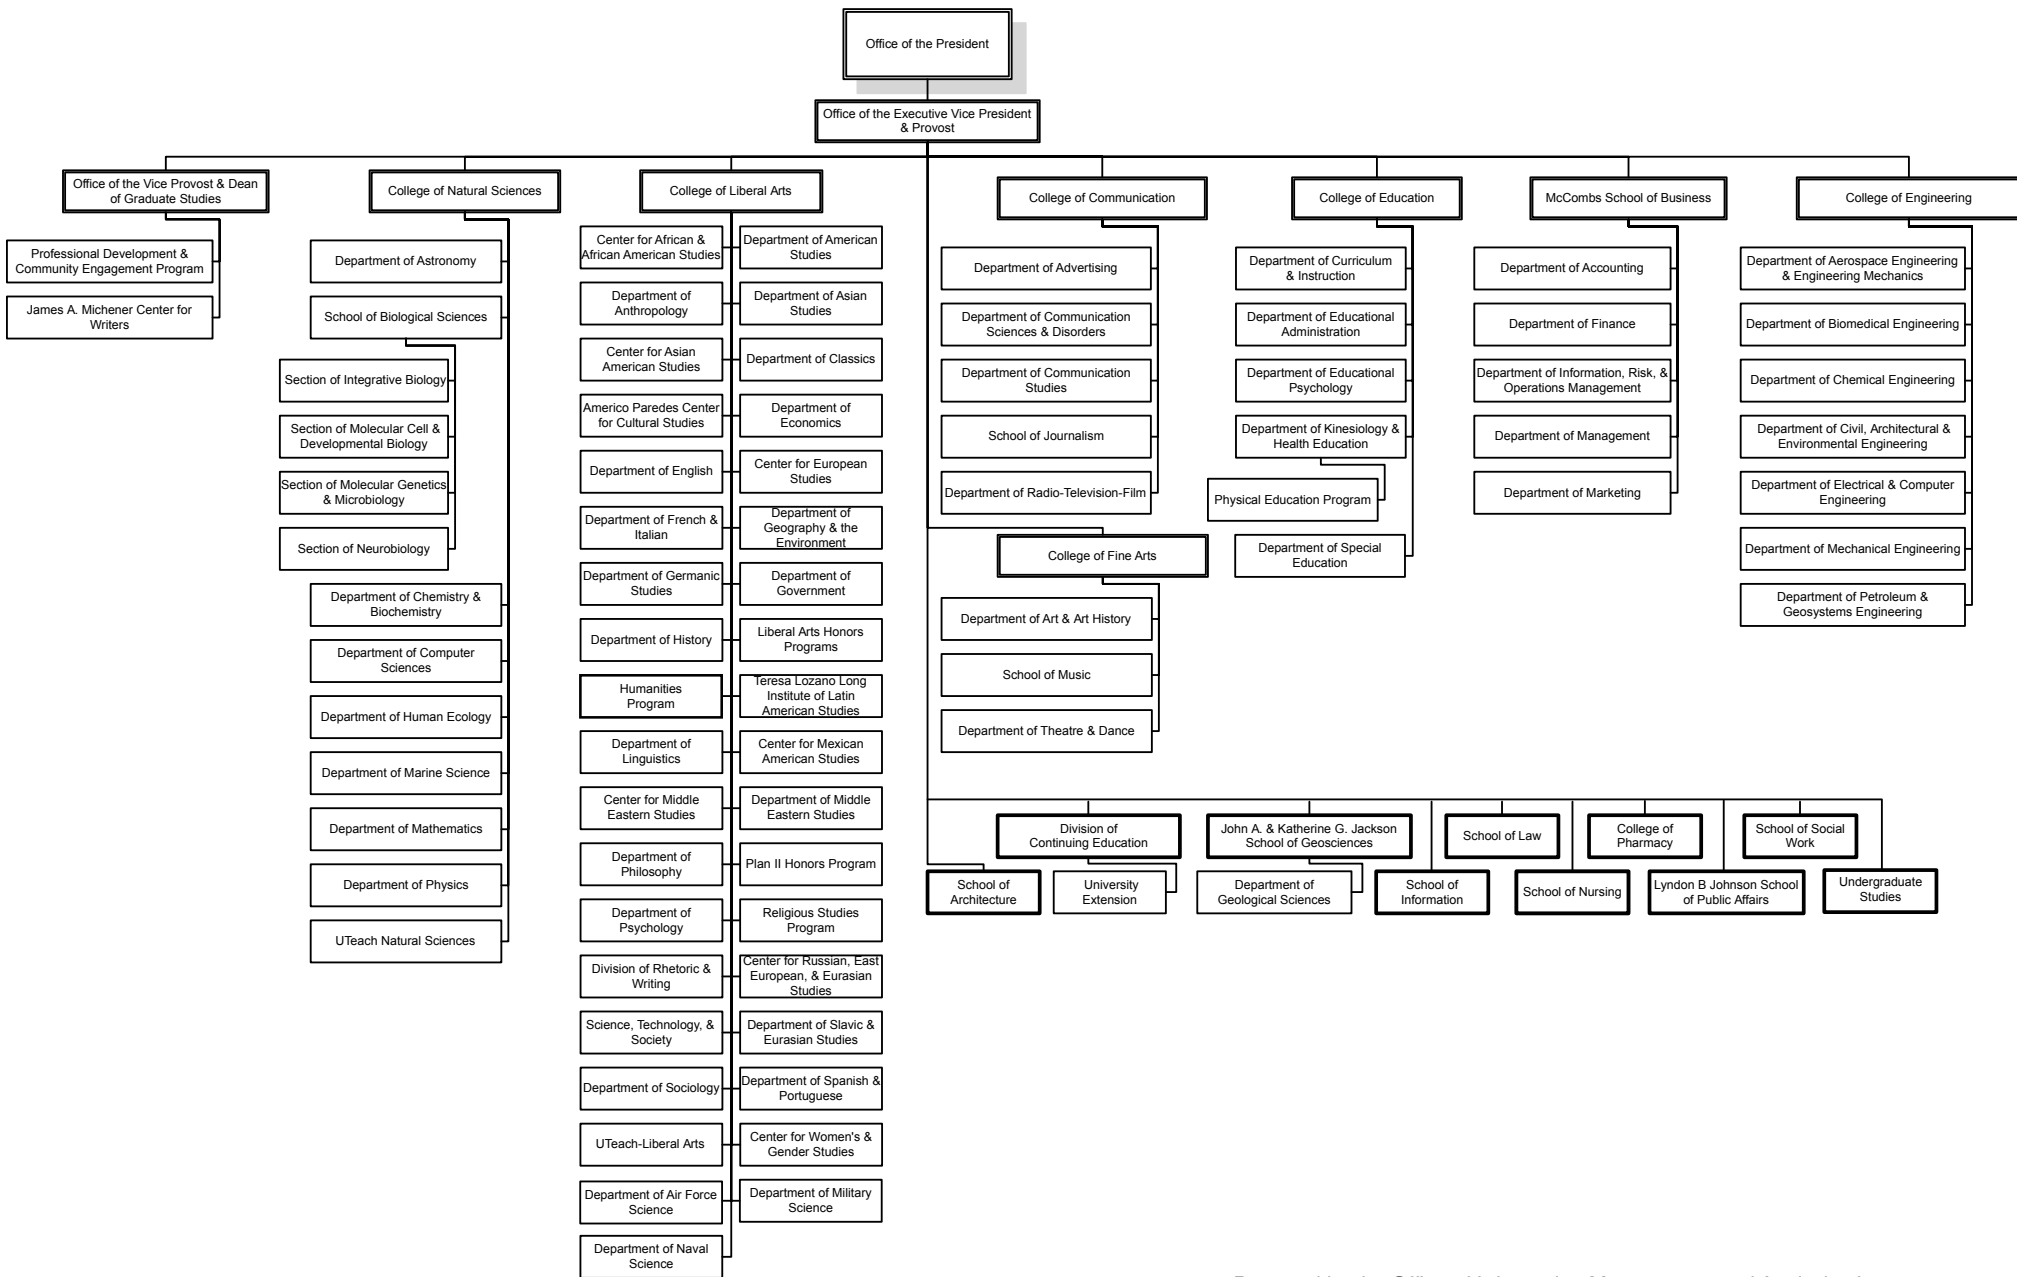 Office of the President
Office of the Executive Vice President
& Provost
Office of the Vice Provost & Dean
of Graduate Studies
Professional Development &
Community Engagement Program
James A. Michener Center for
Writers
College of Natural Sciences
Department of Astronomy
School of Biological Sciences
Section of Integrative Biology
Section of Molecular Cell &
Developmental Biology
Section of Molecular Genetics
& Microbiology
Section of Neurobiology
Department of Chemistry &
Biochemistry
Department of Computer
Sciences
Department of Human Ecology
Department of Marine Science
Department of Mathematics
Department of Physics
UTeach Natural Sciences
College of Liberal Arts
Center for African &
African American Studies
Department of American
Studies
Department of
Anthropology
Department of Asian
Studies
Center for Asian
American Studies
Department of Classics
Americo Paredes Center
for Cultural Studies
Department of
Economics
Department of English
Center for European
Studies
Department of French &
Italian
Department of
Geography & the
Environment
Department of Germanic
Studies
Department of
Government
Department of History
Liberal Arts Honors
Programs
Humanities
Program
Teresa Lozano Long
Institute of Latin
American Studies
Department of
Linguistics
Center for Mexican
American Studies
Center for Middle
Eastern Studies
Department of Middle
Eastern Studies
Department of
Philosophy
Plan II Honors Program
Department of
Psychology
Religious Studies
Program
Division of Rhetoric &
Writing
Center for Russian, East
European, & Eurasian
Studies
Science, Technology, &
Society
Department of Slavic &
Eurasian Studies
Department of Sociology
Department of Spanish &
Portuguese
UTeach-Liberal Arts
Center for Women's &
Gender Studies
Department of Air Force
Science
Department of Military
Science
Department of Naval
Science
College of Communication
Department of Advertising
Department of Communication
Sciences & Disorders
Department of Communication
Studies
School of Journalism
Department of Radio-Television-Film
College of Fine Arts
Department of Art & Art History
School of Music
Department of Theatre & Dance
College of Education
Department of Curriculum
& Instruction
Department of Educational
Administration
Department of Educational
Psychology
Department of Kinesiology &
Health Education
Physical Education Program
Department of Special
Education
McCombs School of Business
Department of Accounting
Department of Finance
Department of Information, Risk, &
Operations Management
Department of Management
Department of Marketing
College of Engineering
Department of Aerospace Engineering
& Engineering Mechanics
Department of Biomedical Engineering
Department of Chemical Engineering
Department of Civil, Architectural &
Environmental Engineering
Department of Electrical & Computer
Engineering
Department of Mechanical Engineering
Department of Petroleum &
Geosystems Engineering
School of
Architecture
Division of
Continuing Education
University
Extension
John A. & Katherine G. Jackson
School of Geosciences
Department of
Geological Sciences
School of
Information
School of Law
School of Nursing
College of
Pharmacy
Lyndon B Johnson School
of Public Affairs
School of Social
Work
Undergraduate
Studies